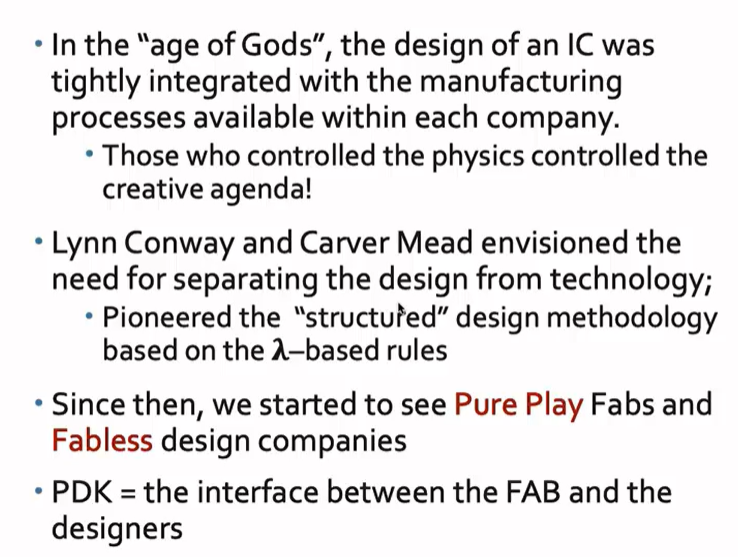 • In the "age of Gods", the design of an IC was
tightly integrated with the manufacturing
processes available within each company.
• Those who controlled the physics controlled the
creative agenda!
• Lynn Conway and Carver Mead envisioned the
need for separating the design from technology;
• Pioneered the "structured" design methodology
based on the λ–based rules
• Since then, we started to see Pure Play Fabs and
Fabless design companies
• PDK = the interface between the FAB and the
designers